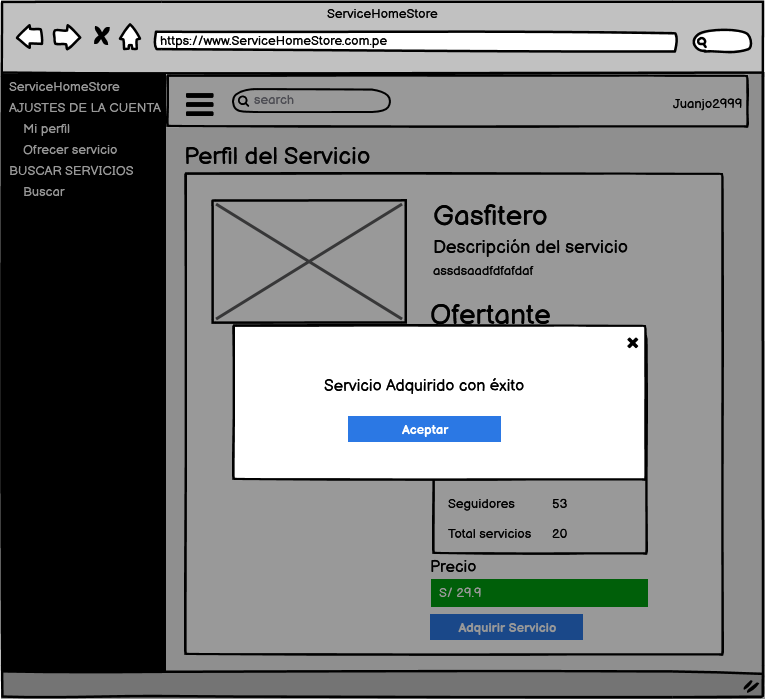 ServiceHomeStore
https://www.ServiceHomeStore.com.pe
ServiceHomeStore
AJUSTES DE LA CUENTA
Mi perfil
Ofrecer servicio
BUSCAR SERVICIOS
Buscar
search
Juanjo2999
Perfil del Servicio
Gasfitero
Descripción del servicio
assdsaadfdfafdaf
Ofertante
Servicio Adquirido con éxito
Aceptar
Seguidores 53
Total servicios 20
Precio
S/ 29.9
Adquirir Servicio